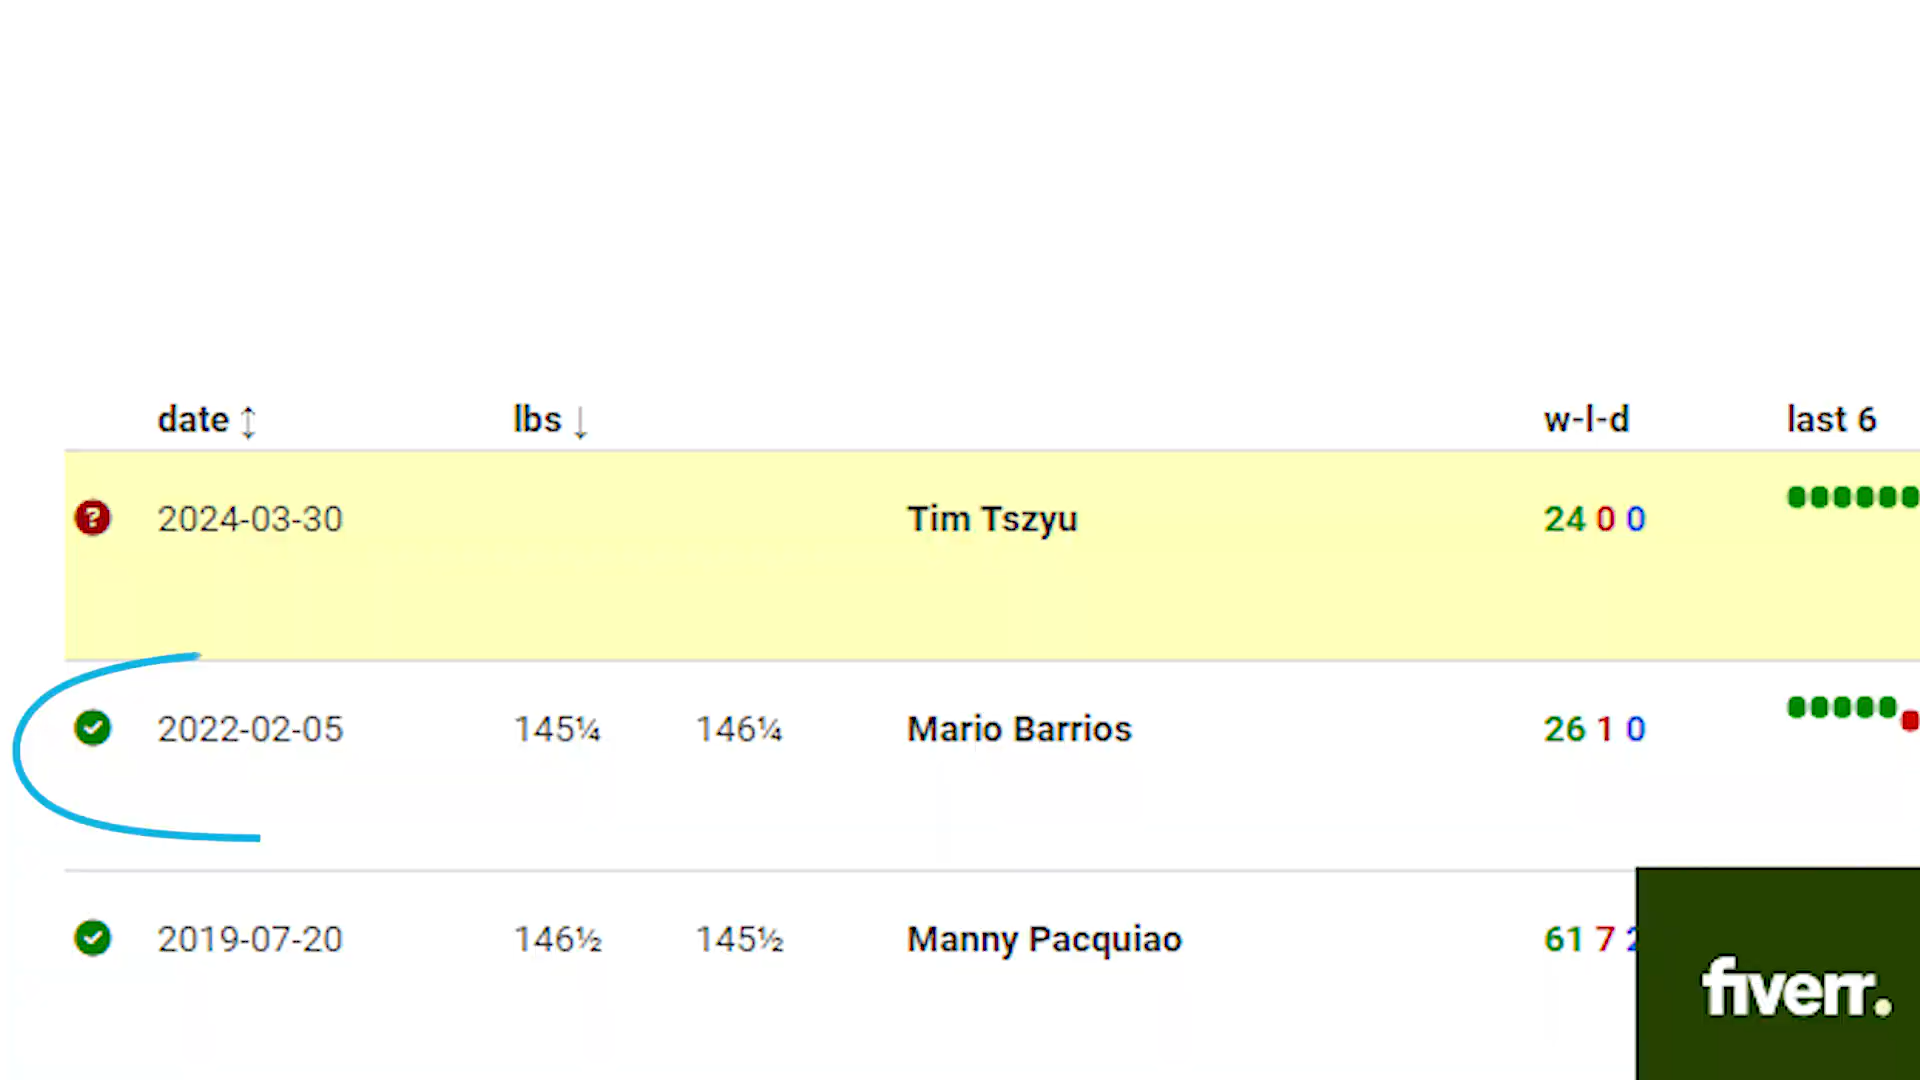 date ↕ lbs ↓ w-l-d last 6
? 2024-03-30 Tim Tszyu 24 0 0
2022-02-05 145¼ 146¼ Mario Barrios 26 1 0
2019-07-20 146½ 145½ Manny Pacquiao 61 7
fiverr.